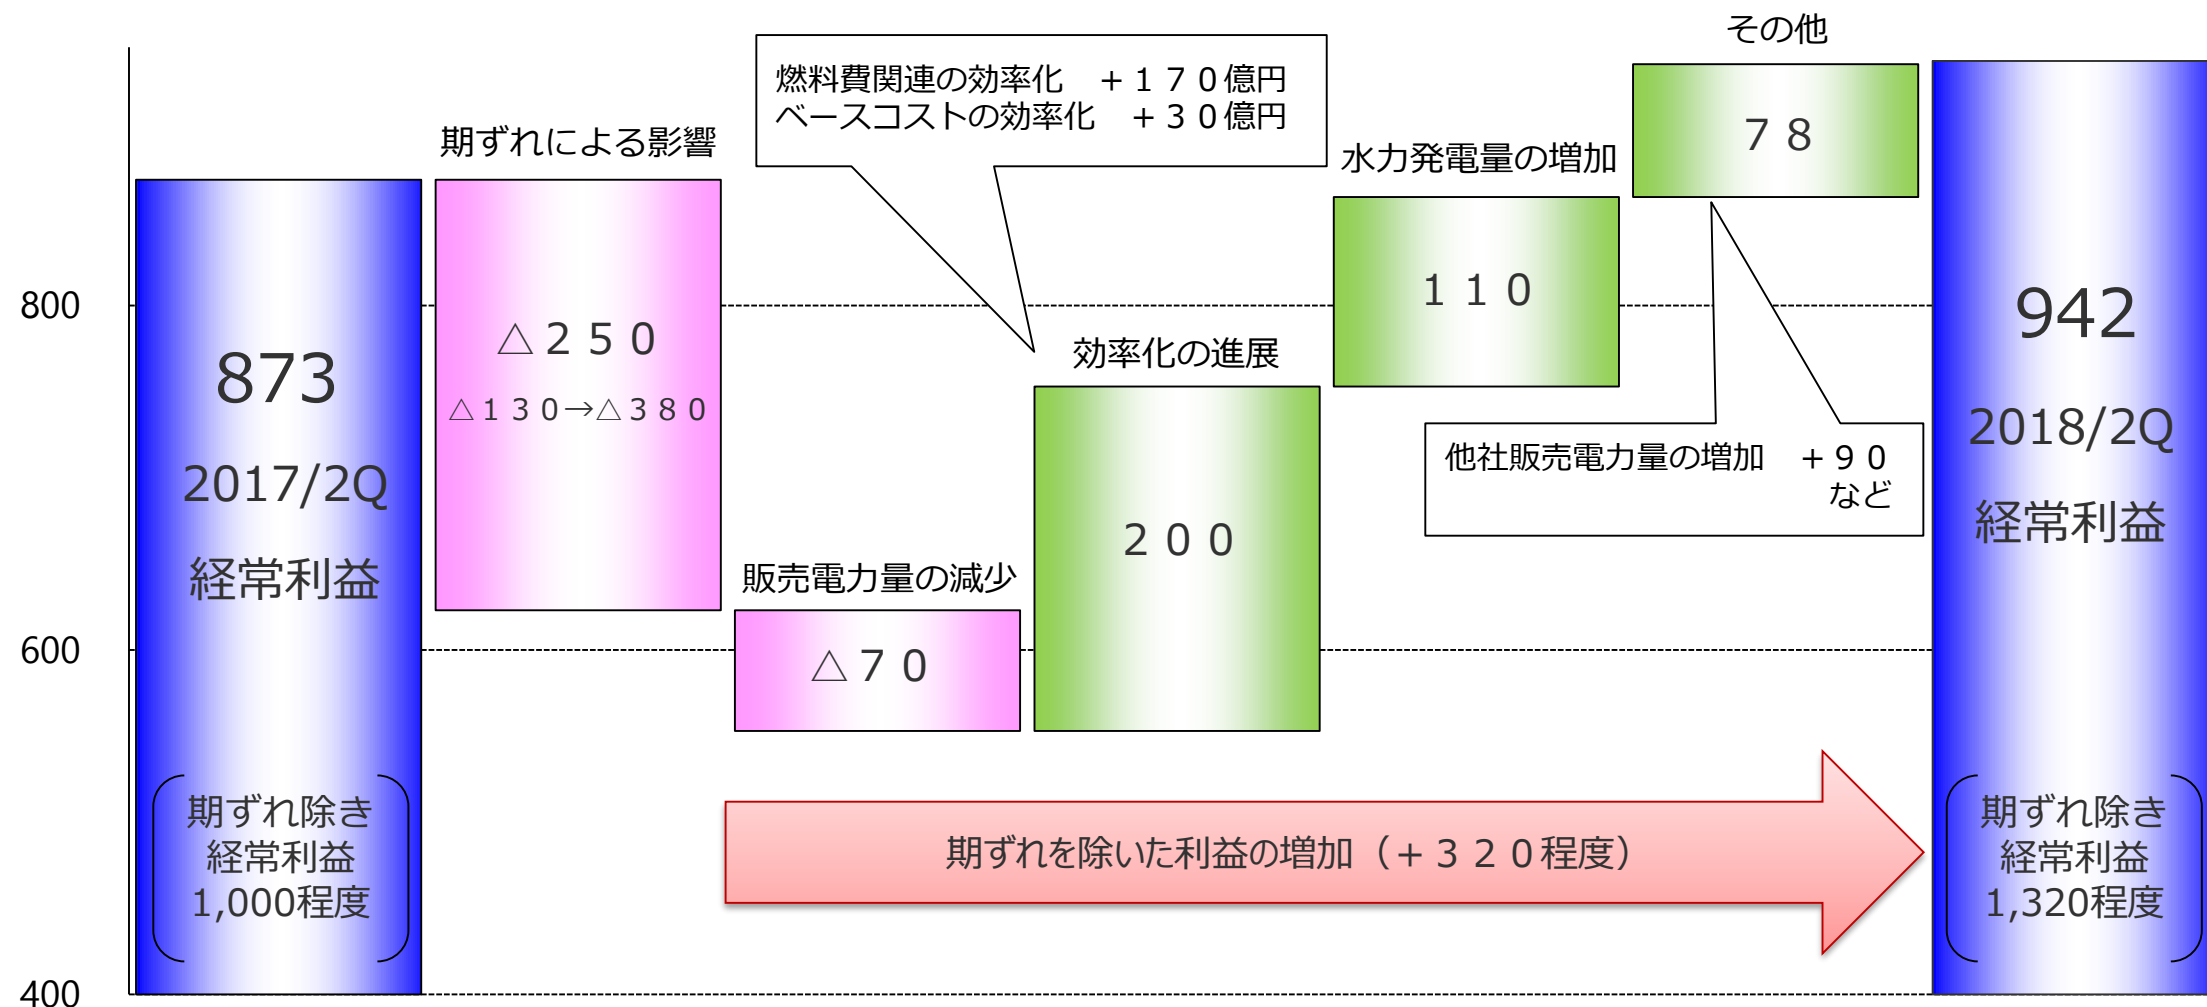 その他
燃料費関連の効率化　+１７０億円
ベースコストの効率化　+３０億円
期ずれによる影響
水力発電量の増加
７８
800
873
2017/2Q
経常利益
△２５０
△１３０→△３８０
効率化の進展
１１０
942
2018/2Q
経常利益
他社販売電力量の増加　+９０
など
２００
販売電力量の減少
600
△７０
期ずれ除き
経常利益
1,000程度
期ずれを除いた利益の増加（+３２０程度）
期ずれ除き
経常利益
1,320程度
400